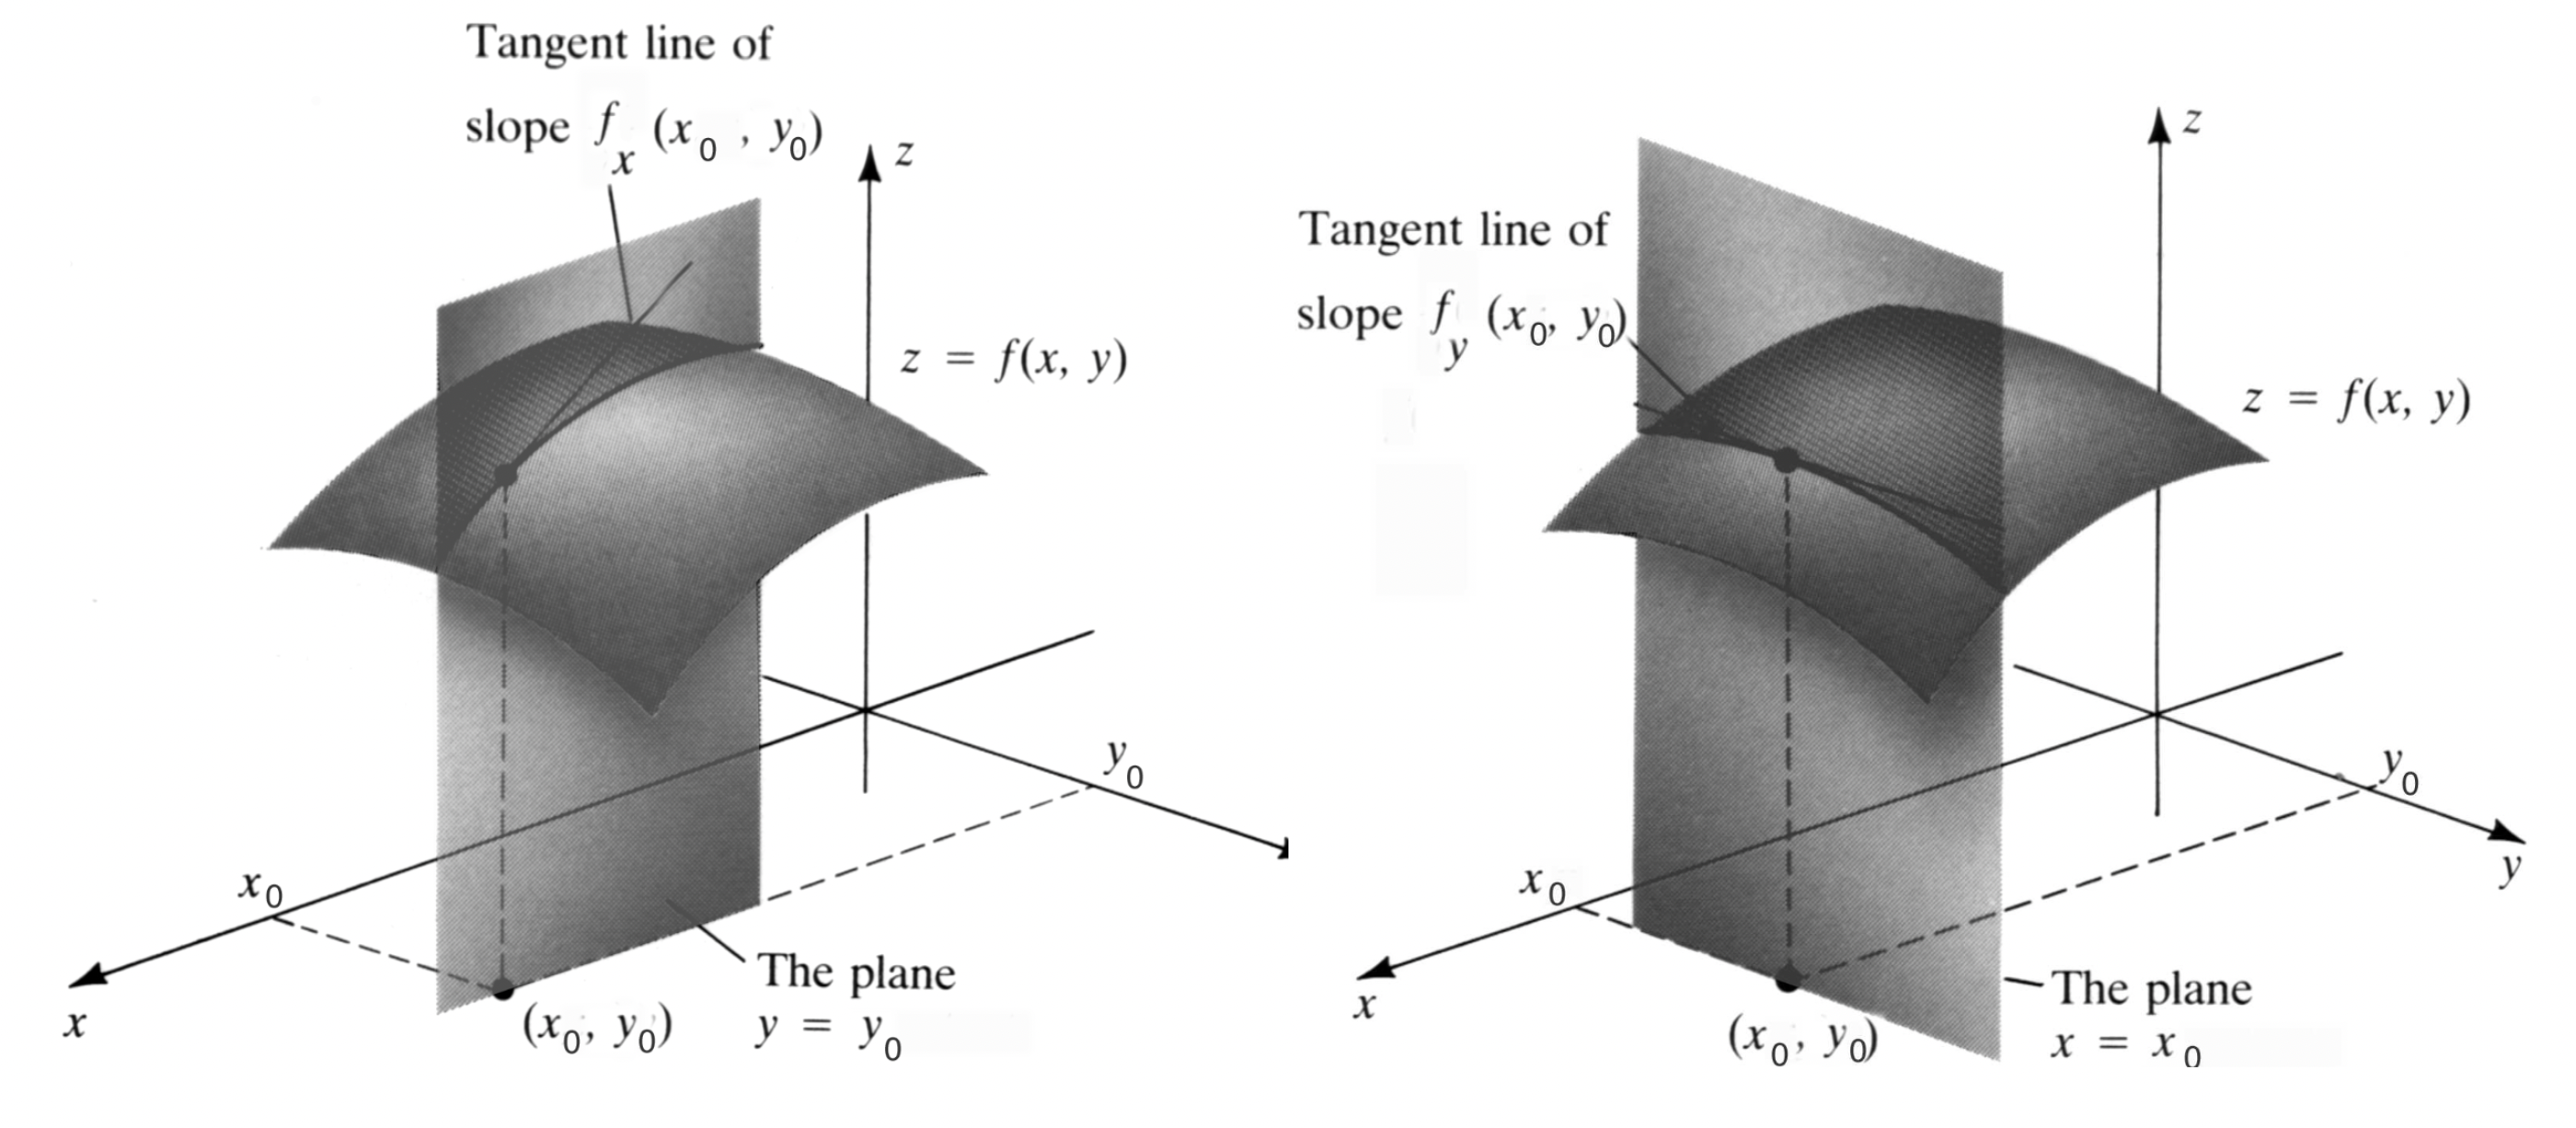 Tangent line of
slope f_x (x_0 , y_0)
z
z = f(x, y)
y_0
x_0
x
(x_0, y_0)
The plane
y = y_0
z
Tangent line of
slope f_y (x_0, y_0)
z = f(x, y)
y_0
y
x_0
x
(x_0, y_0)
The plane
x = x_0